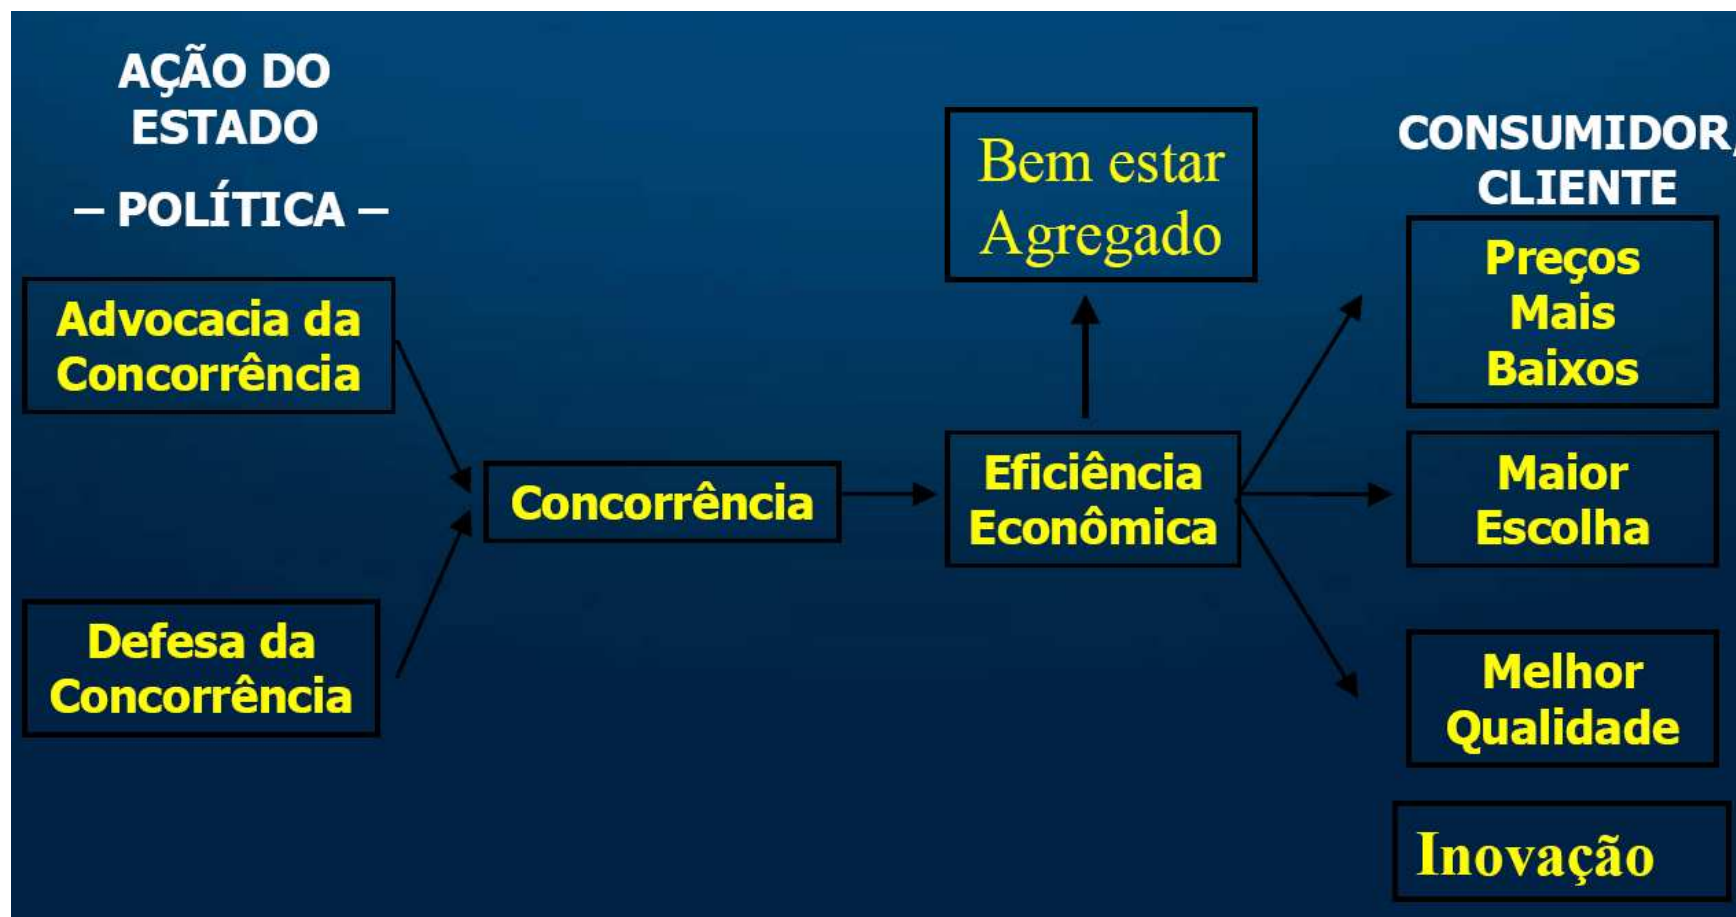 AÇÃO DO
ESTADO
– POLÍTICA –
Advocacia da
Concorrência
Defesa da
Concorrência
Concorrência
Bem estar
Agregado
Eficiência
Econômica
CONSUMIDOR,
CLIENTE
Preços
Mais
Baixos
Maior
Escolha
Melhor
Qualidade
Inovação